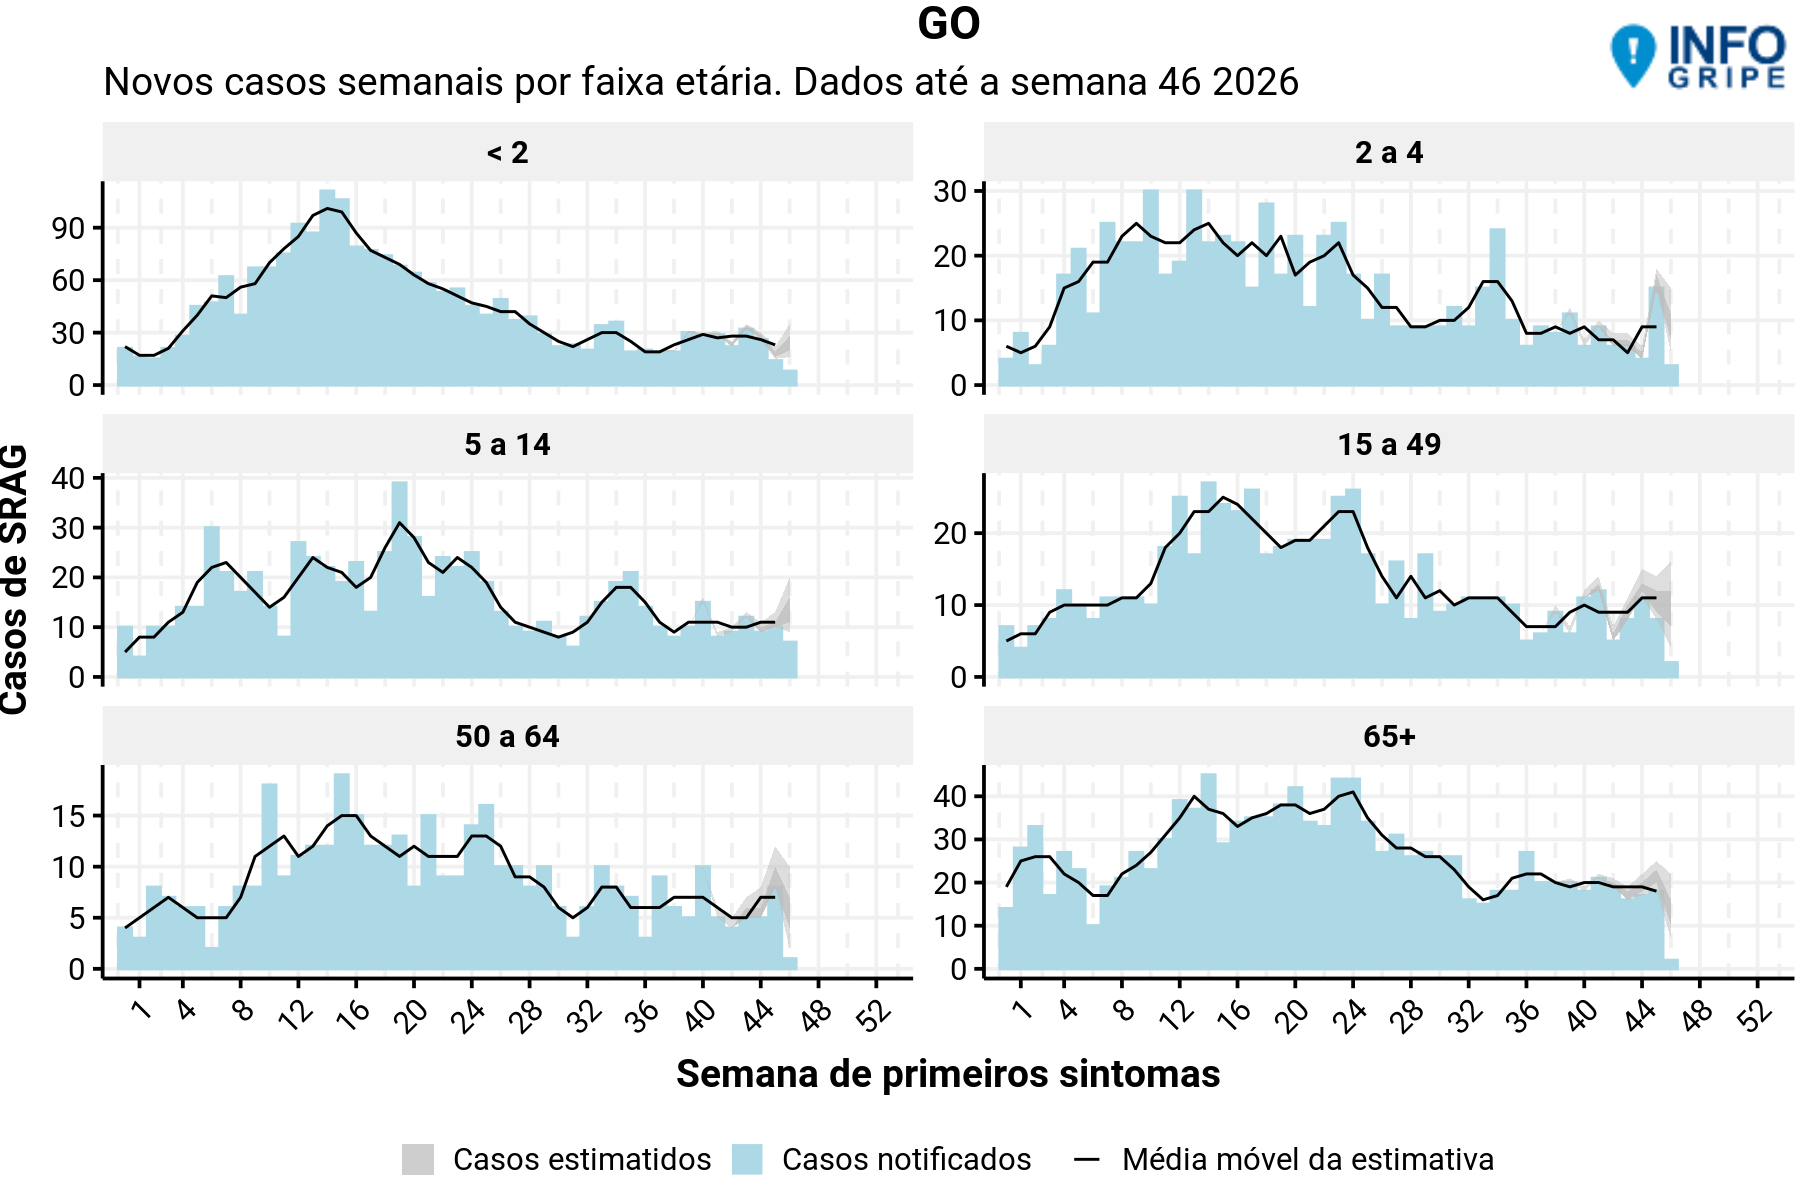 GO
INFO
GRIPE
Novos casos semanais por faixa etária. Dados até a semana 46 2026
< 2
2 a 4
90
60
30
0
30
20
10
0
5 a 14
15 a 49
40
30
20
10
0
20
10
0
Casos de SRAG
50 a 64
65+
15
10
5
0
40
30
20
10
0
1 4 8 12 16 20 24 28 32 36 40 44 48 52
1 4 8 12 16 20 24 28 32 36 40 44 48 52
Semana de primeiros sintomas
Casos estimatidos Casos notificados Média móvel da estimativa